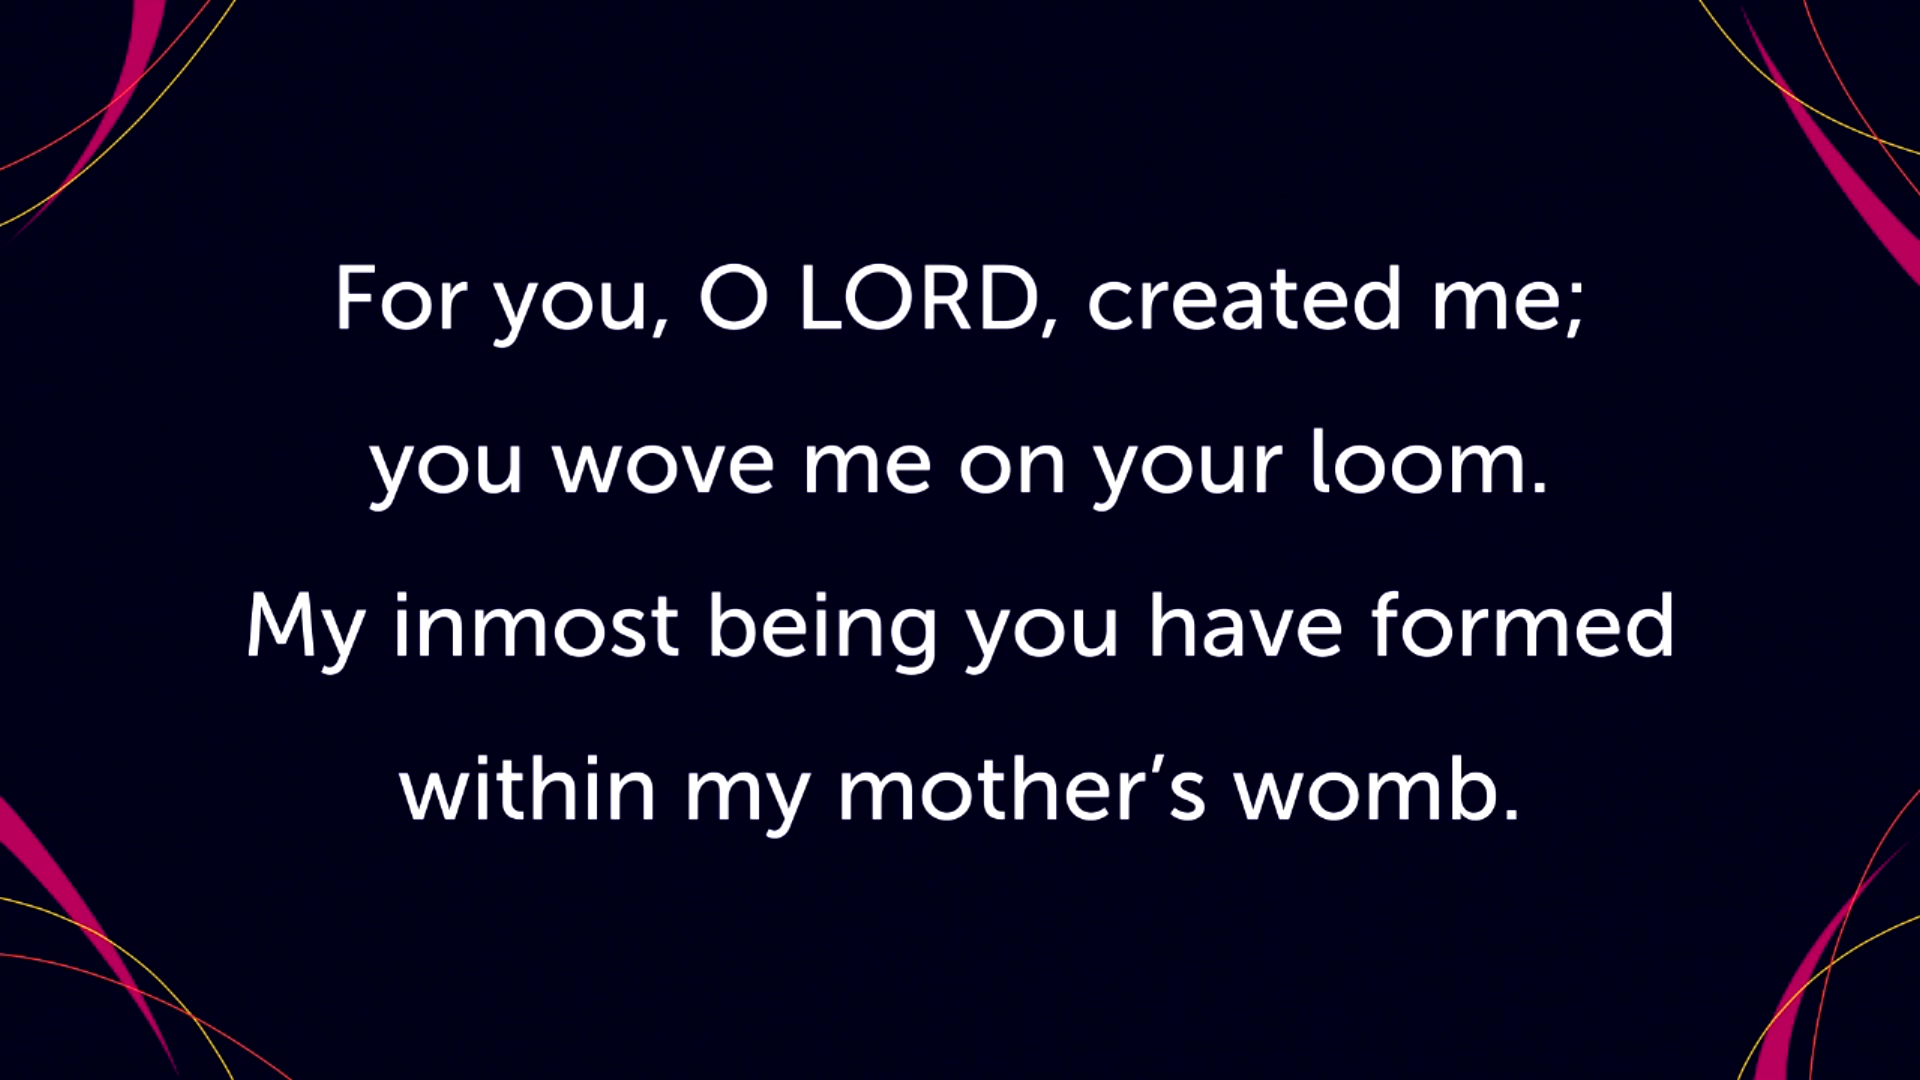 For you, O LORD, created me;
you wove me on your loom.
My inmost being you have formed
within my mother’s womb.